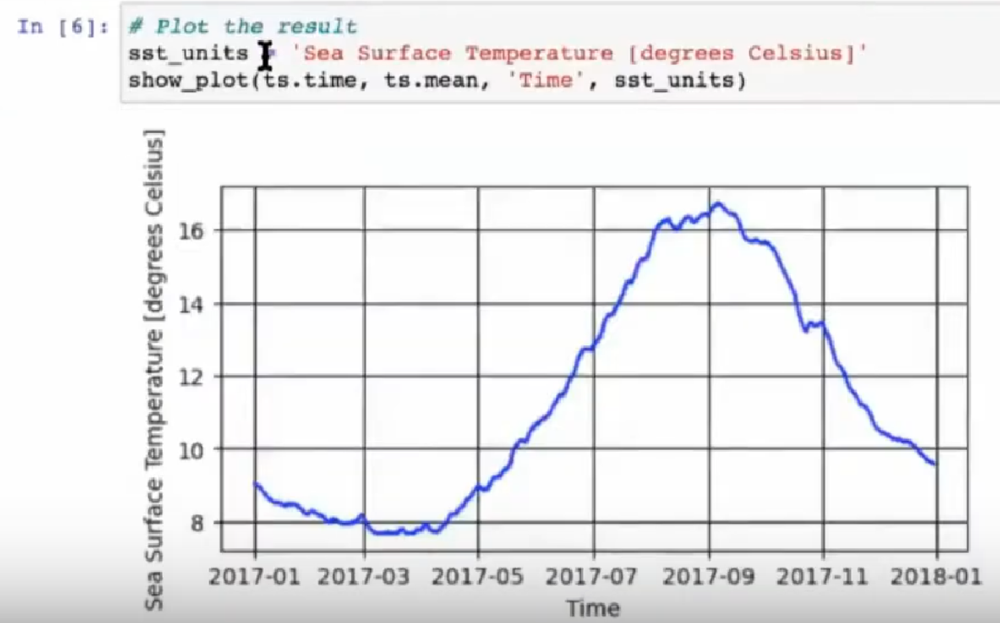 In [6]: # Plot the result
sst_units = 'Sea Surface Temperature [degrees Celsius]'
show_plot(ts.time, ts.mean, 'Time', sst_units)
Sea Surface Temperature [degrees Celsius]
16
14
12
10
8
2017-01 2017-03 2017-05 2017-07 2017-09 2017-11 2018-01
Time